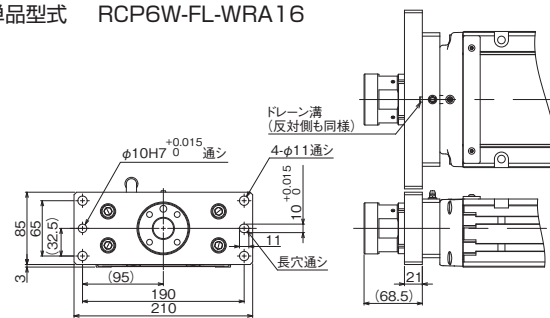 単品型式 RCP6W-FL-WRA16
ドレーン溝
(反対側も同様)
φ10H7 +0.015 0 通シ
4-φ11通シ
10 +0.015 0
85
65
(32.5)
3
11
長穴通シ
(95)
190
210
21
(68.5)